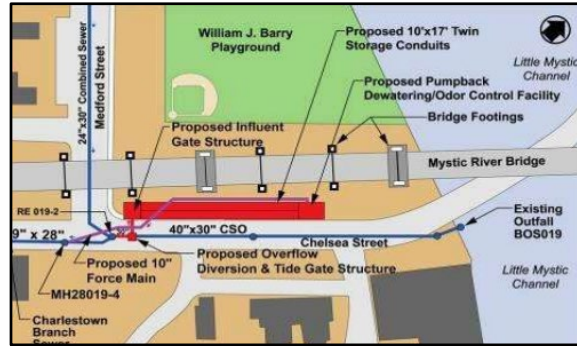 William J. Barry
Playground
Proposed 10'x17' Twin
Storage Conduits
Little Mystic
Channel
24"x30" Combined Sewer
Medford Street
Proposed Pumpback
Dewatering/Odor Control Facility
Proposed Influent
Gate Structure
Bridge Footings
Mystic River Bridge
RE 019-2
9" x 28"
40"x30" CSO
Chelsea Street
Existing
Outfall
BOS019
Proposed 10"
Force Main
Proposed Overflow
Diversion & Tide Gate Structure
MH28019-4
Little Mystic
Channel
Charlestown
Branch
Sewer